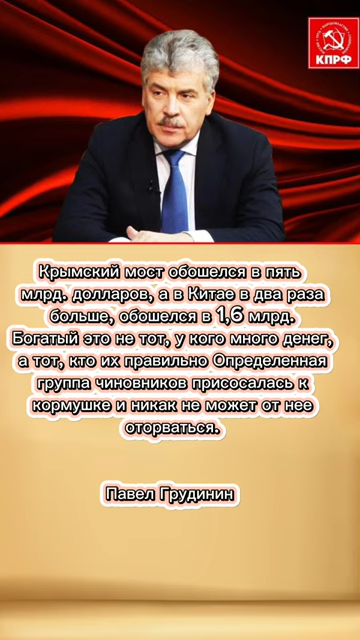 КПРФ
Крымский мост обошелся в пять
млрд. долларов, а в Китае в два раза
больше, обошелся в 1,6 млрд.
Богатый это не тот, у кого много денег,
а тот, кто их правильно Определенная
группа чиновников присосалась к
кормушке и никак не может от нее
оторваться.
Павел Грудинин